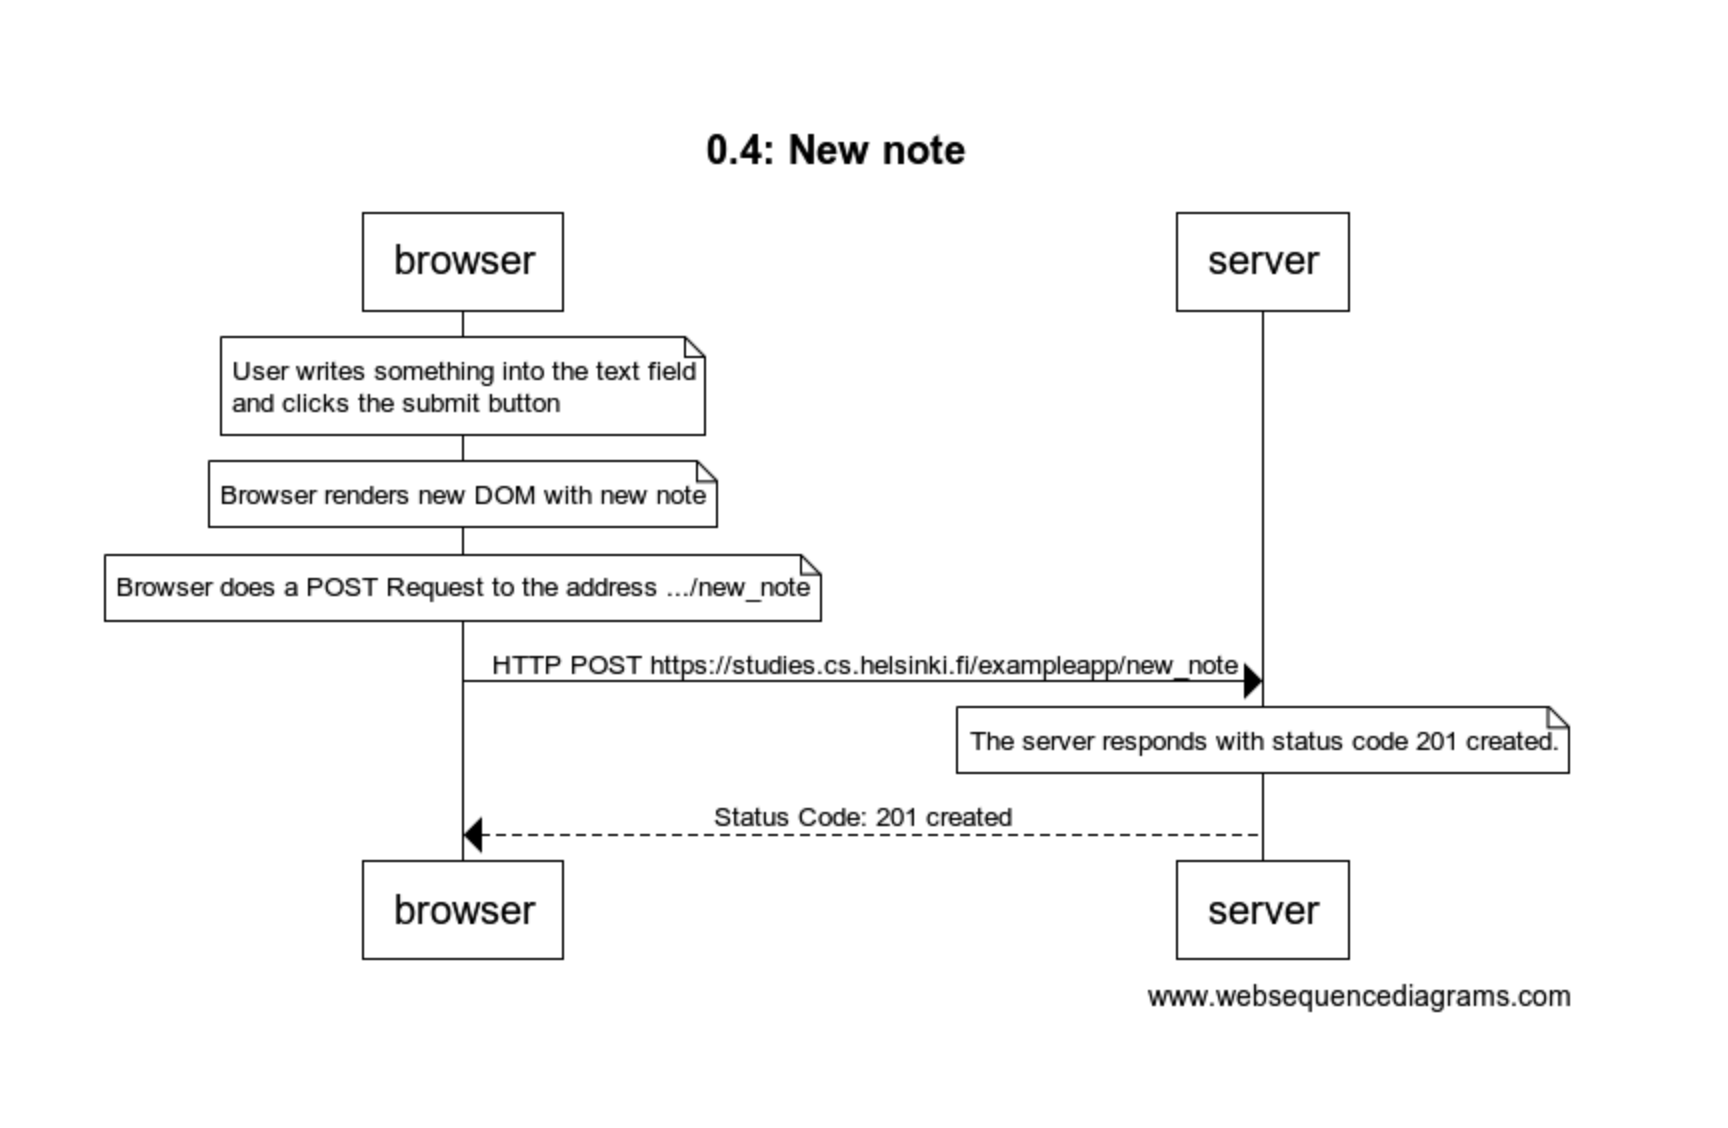 0.4: New note
browser
server
User writes something into the text field
and clicks the submit button
Browser renders new DOM with new note
Browser does a POST Request to the address .../new_note
HTTP POST https://studies.cs.helsinki.fi/exampleapp/new_note
The server responds with status code 201 created.
Status Code: 201 created
browser
server
www.websequencediagrams.com